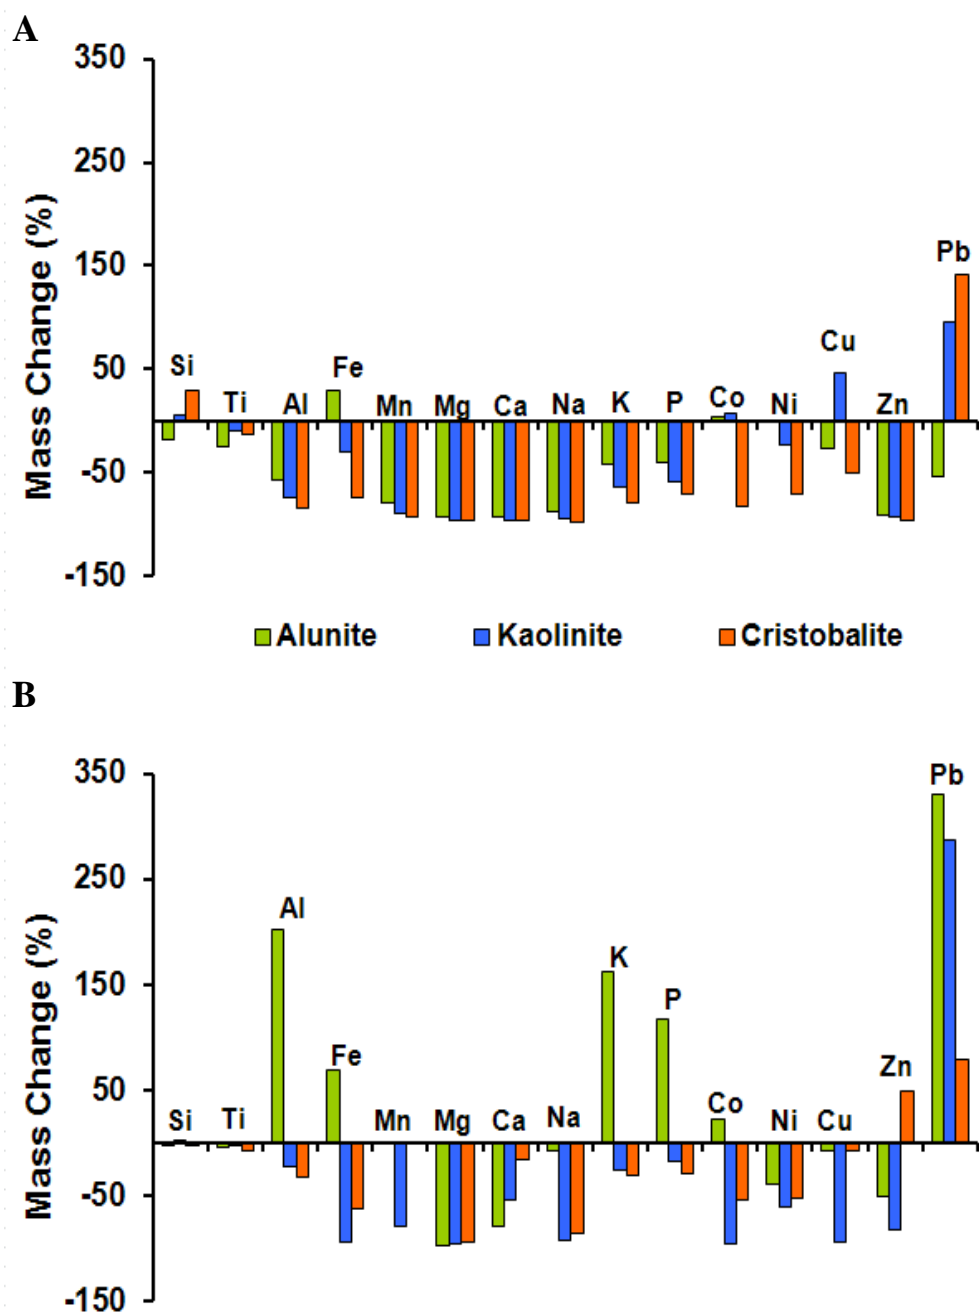 A
350
250
150
50
-50
-150
Mass Change (%)
Si
Ti
Al
Fe
Mn
Mg
Ca
Na
K
P
Co
Ni
Cu
Zn
Pb
Alunite Kaolinite Cristobalite
B
350
250
150
50
-50
-150
Mass Change (%)
Si
Ti
Al
Fe
Mn
Mg
Ca
Na
K
P
Co
Ni
Cu
Zn
Pb